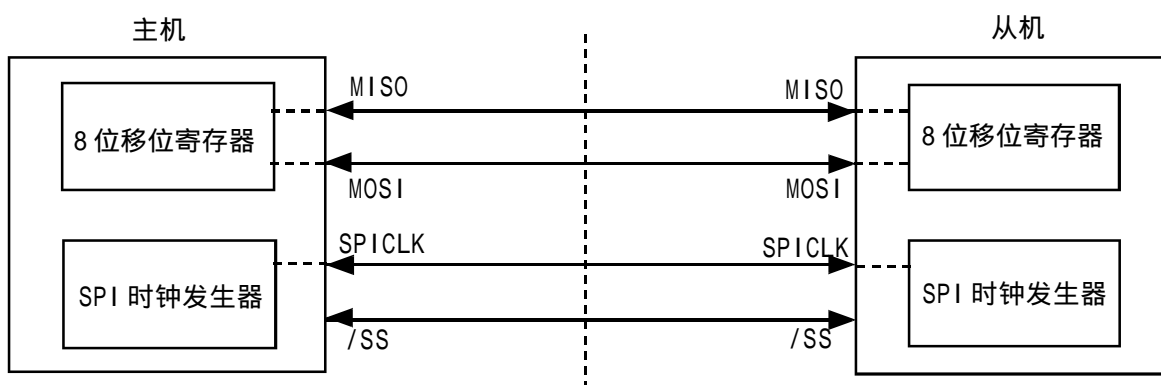 主机
从机
MISO
MISO
8 位移位寄存器
8 位移位寄存器
MOSI
MOSI
SPICLK
SPICLK
SPI 时钟发生器
SPI 时钟发生器
/SS
/SS